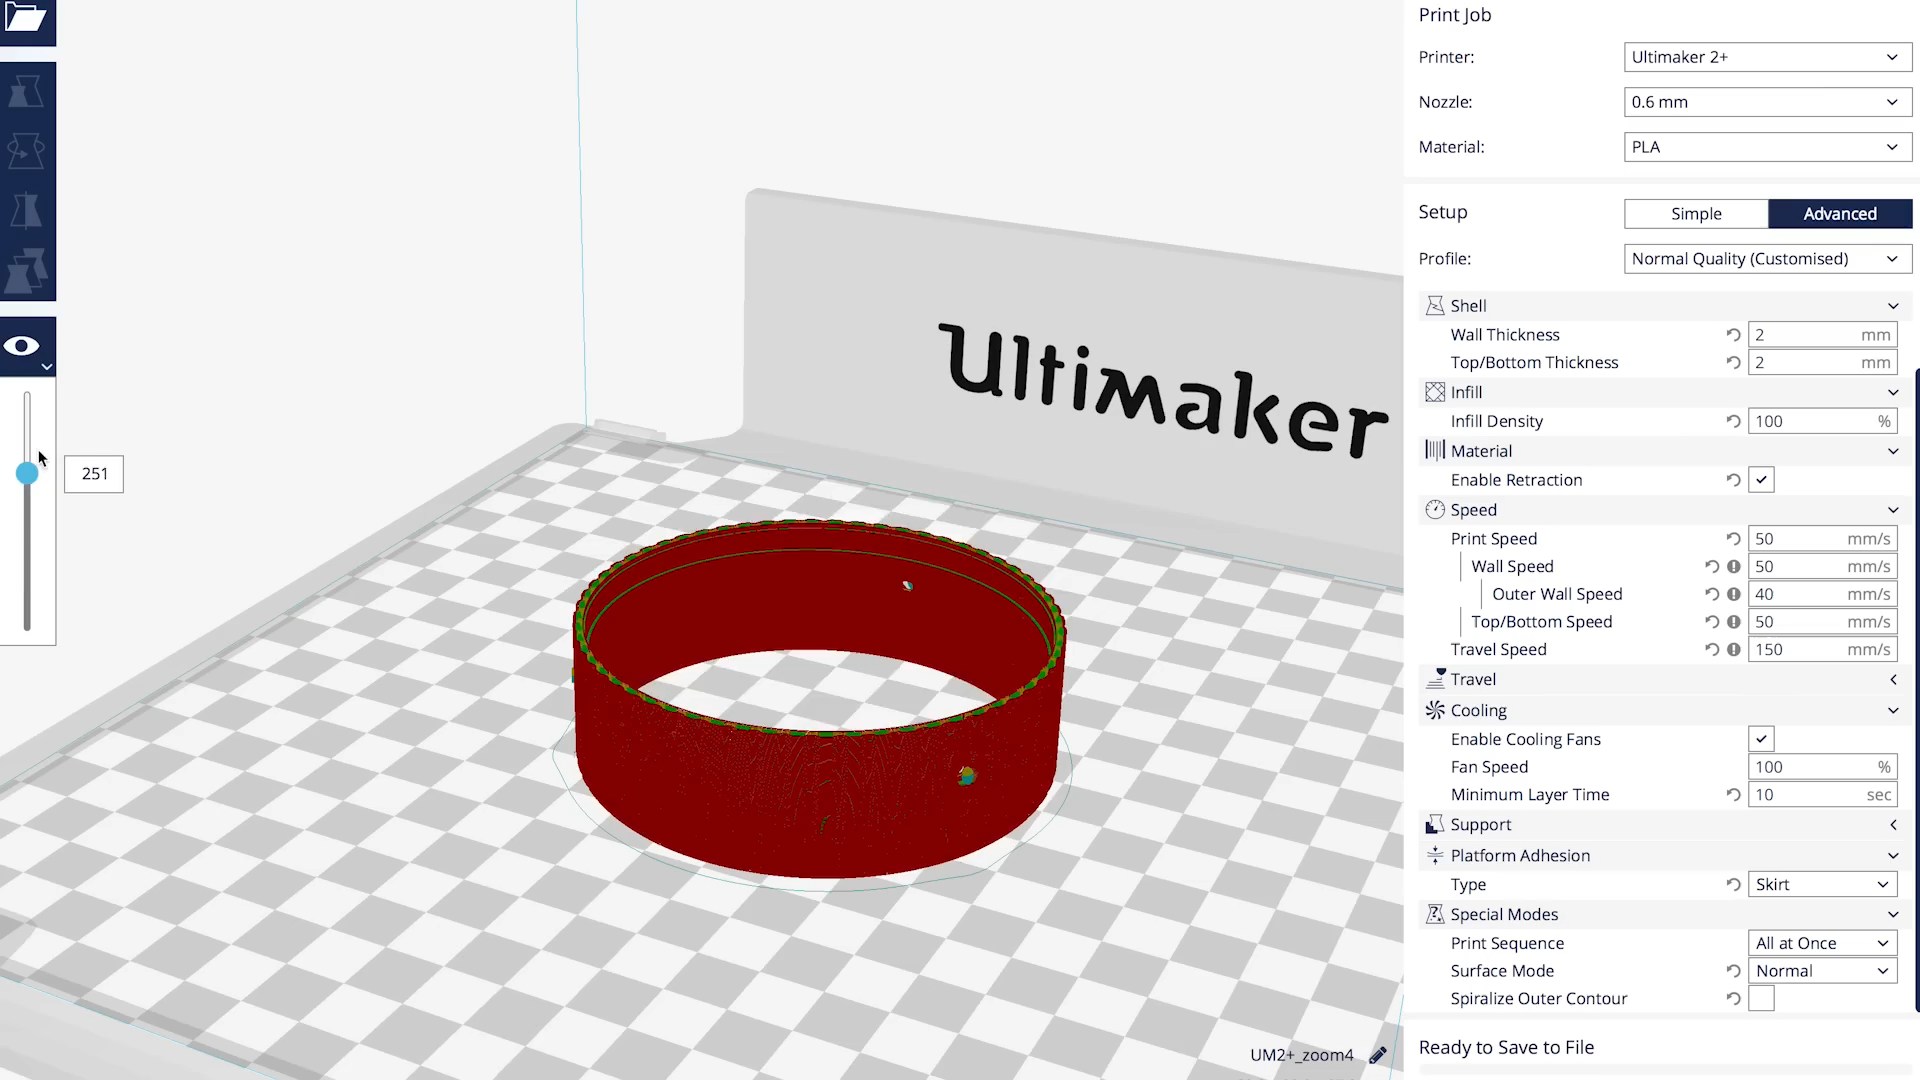 Print Job
Printer: Ultimaker 2+
Nozzle: 0.6 mm
Material: PLA
Setup Simple Advanced
Profile: Normal Quality (Customised)
Shell
Wall Thickness 2 mm
Top/Bottom Thickness 2 mm
Infill
Infill Density 100 %
Material
Enable Retraction
Speed
Print Speed 50 mm/s
Wall Speed 50 mm/s
Outer Wall Speed 40 mm/s
Top/Bottom Speed 50 mm/s
Travel Speed 150 mm/s
Travel
Cooling
Enable Cooling Fans
Fan Speed 100 %
Minimum Layer Time 10 sec
Support
Platform Adhesion
Type Skirt
Special Modes
Print Sequence All at Once
Surface Mode Normal
Spiralize Outer Contour
Ready to Save to File
Ultimaker
251
UM2+_zoom4